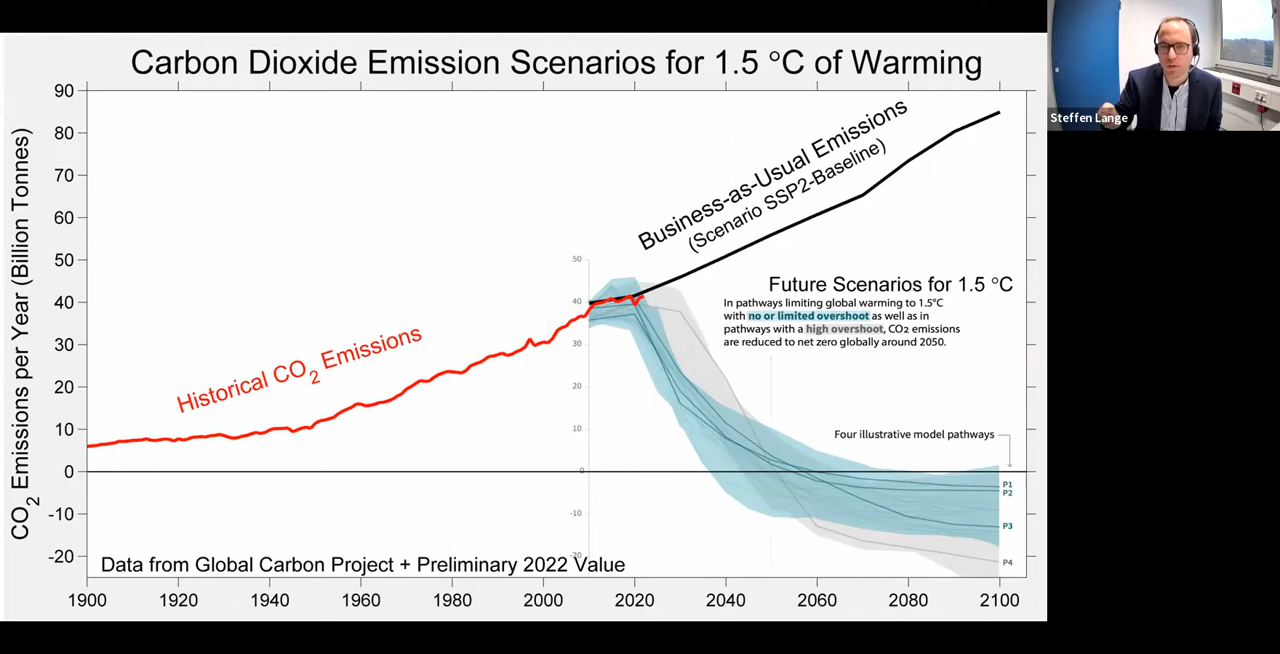 Carbon Dioxide Emission Scenarios for 1.5 °C of Warming
Steffen Lange
CO2 Emissions per Year (Billion Tonnes)
90
80
70
60
50
40
30
20
10
0
-10
-20
Historical CO2 Emissions
Business-as-Usual Emissions
(Scenario SSP2-Baseline)
50
40
30
20
10
0
-10
-20
Future Scenarios for 1.5 °C
In pathways limiting global warming to 1.5°C
with no or limited overshoot as well as in
pathways with a high overshoot, CO2 emissions
are reduced to net zero globally around 2050.
Four illustrative model pathways
P1
P2
P3
P4
Data from Global Carbon Project + Preliminary 2022 Value
1900 1920 1940 1960 1980 2000 2020 2040 2060 2080 2100